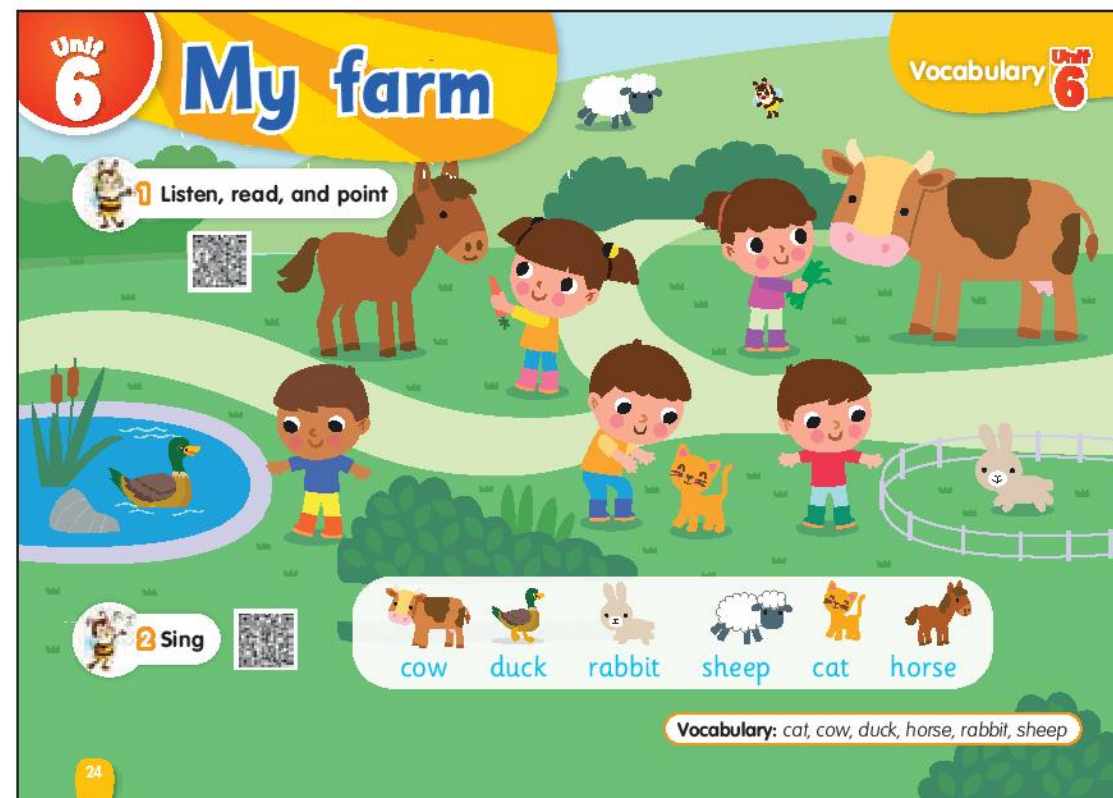 Unit
6
My farm
Vocabulary
Unit
6
1 Listen, read, and point
2 Sing
cow duck rabbit sheep cat horse
Vocabulary: cat, cow, duck, horse, rabbit, sheep
24